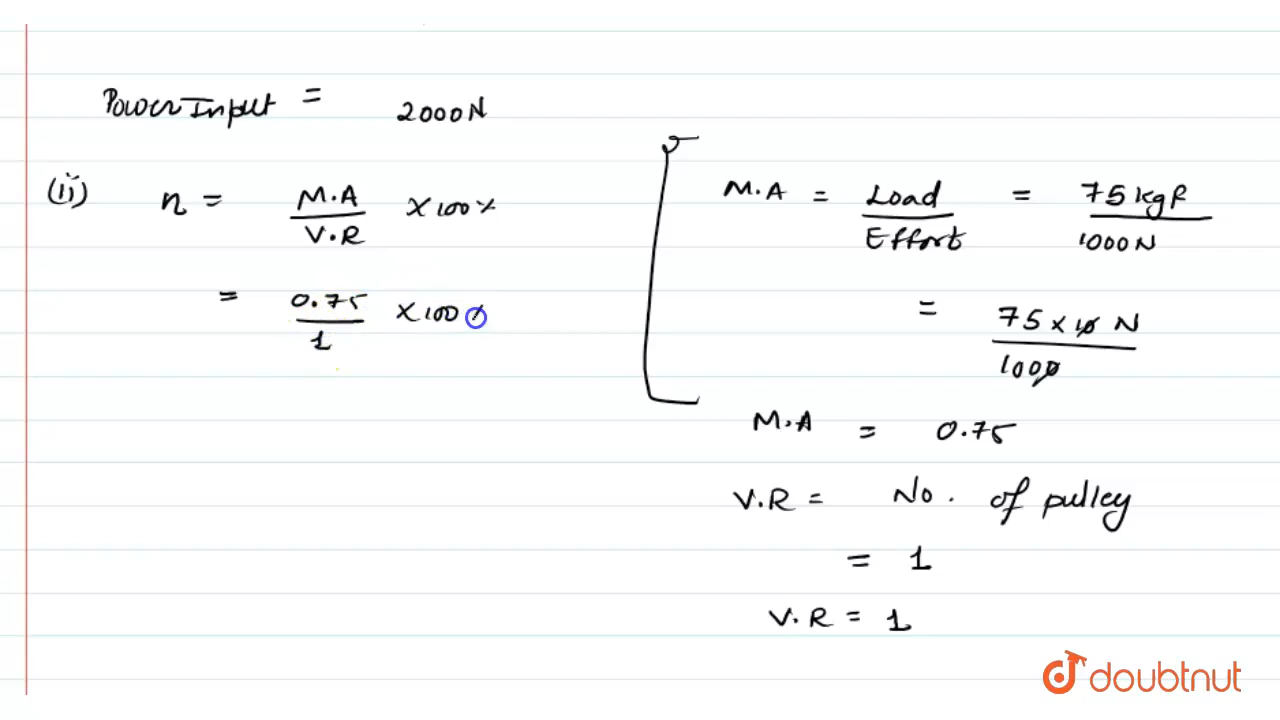 Power Input = 2000N
(ii) n = M.A / V.R × 100%
= 0.75 / 1 × 100%
M.A = Load / Effort = 75 kgf / 1000N
= 75 × 10 N / 1000
M.A = 0.75
V.R = No. of pulley
= 1
V.R = 1
doubtnut